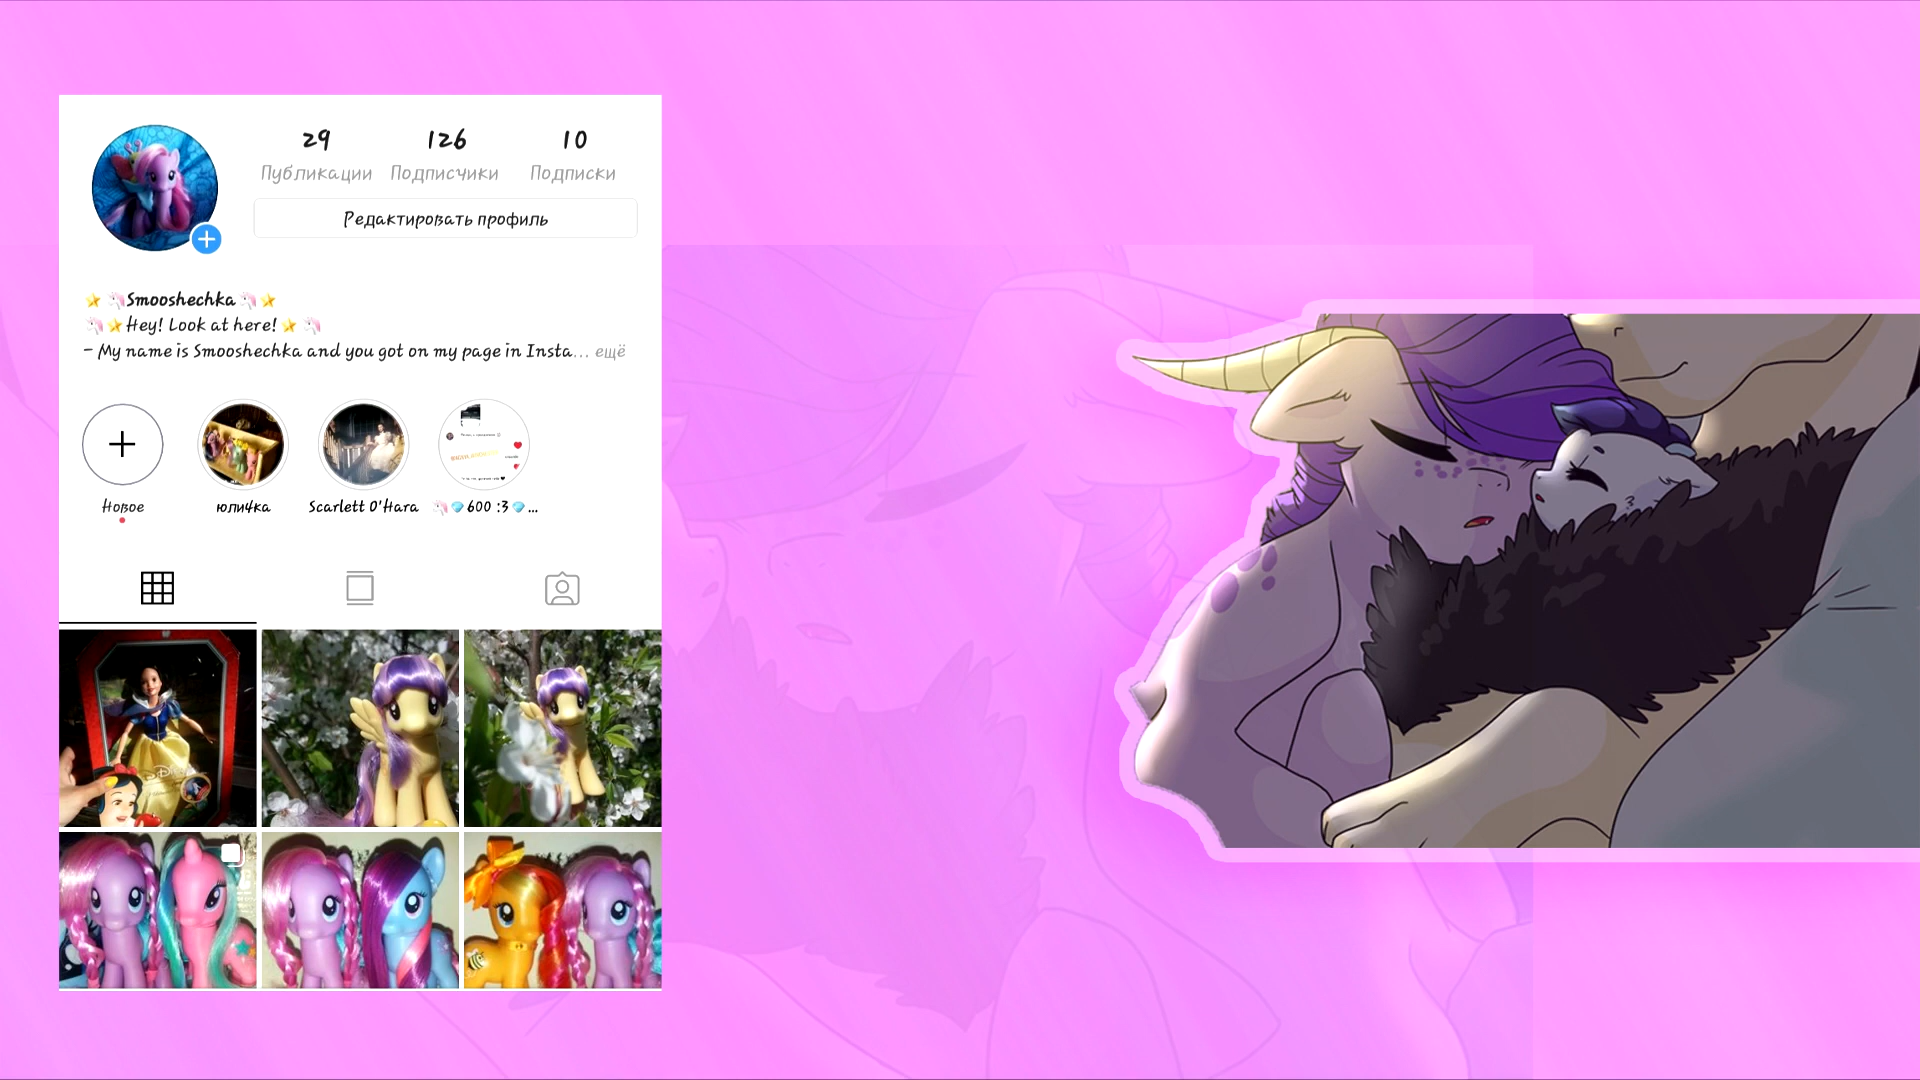 29 126 10
Публикации Подписчики Подписки
Редактировать профиль
⭐🦄Smooshechka🦄⭐
🦄⭐Hey! Look at here!⭐🦄
- My name is Smooshechka and you got on my page in Insta... ещё
Новое юли4ка Scarlett O'Hara 🦄💎600 :3💎...
Disney